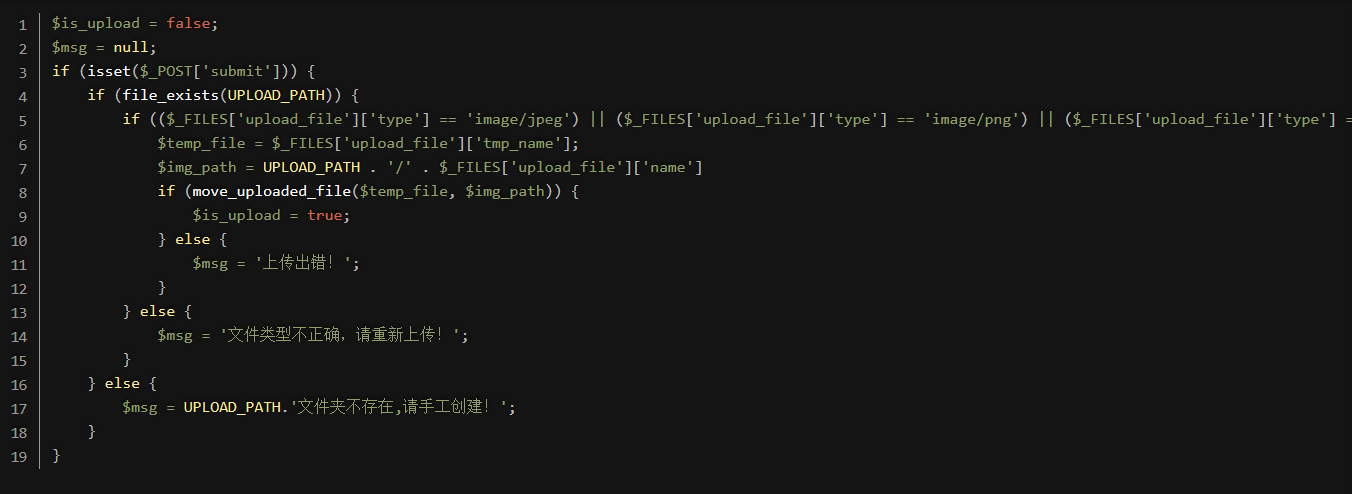 1 $is_upload = false;
2 $msg = null;
3 if (isset($_POST['submit'])) {
4     if (file_exists(UPLOAD_PATH)) {
5         if (($_FILES['upload_file']['type'] == 'image/jpeg') || ($_FILES['upload_file']['type'] == 'image/png') || ($_FILES['upload_file']['type'] =
6             $temp_file = $_FILES['upload_file']['tmp_name'];
7             $img_path = UPLOAD_PATH . '/' . $_FILES['upload_file']['name']
8             if (move_uploaded_file($temp_file, $img_path)) {
9                 $is_upload = true;
10             } else {
11                 $msg = '上传出错！';
12             }
13         } else {
14             $msg = '文件类型不正确，请重新上传！';
15         }
16     } else {
17         $msg = UPLOAD_PATH.'文件夹不存在,请手工创建！';
18     }
19 }